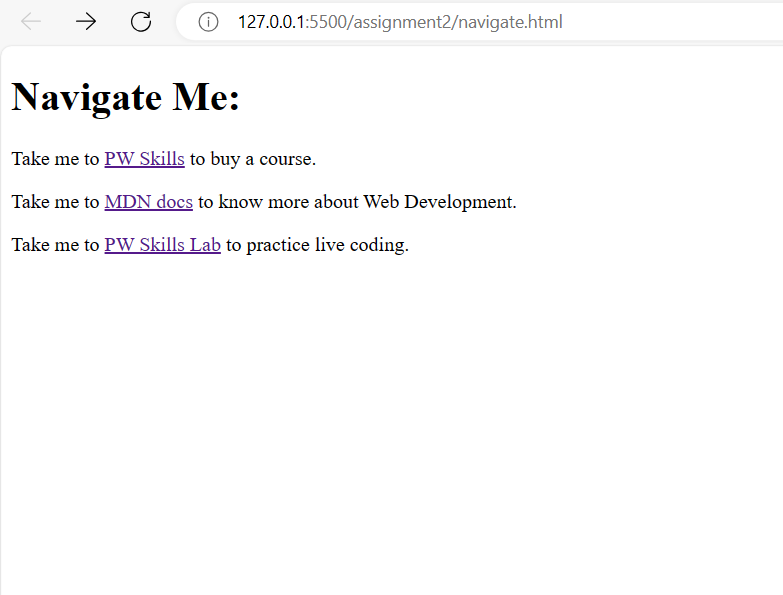 127.0.0.1:5500/assignment2/navigate.html
Navigate Me:
Take me to PW Skills to buy a course.
Take me to MDN docs to know more about Web Development.
Take me to PW Skills Lab to practice live coding.